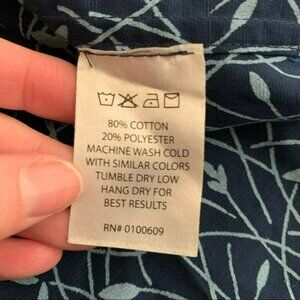 80% COTTON
20% POLYESTER
MACHINE WASH COLD
WITH SIMILAR COLORS
TUMBLE DRY LOW
HANG DRY FOR
BEST RESULTS
RN# 0100609